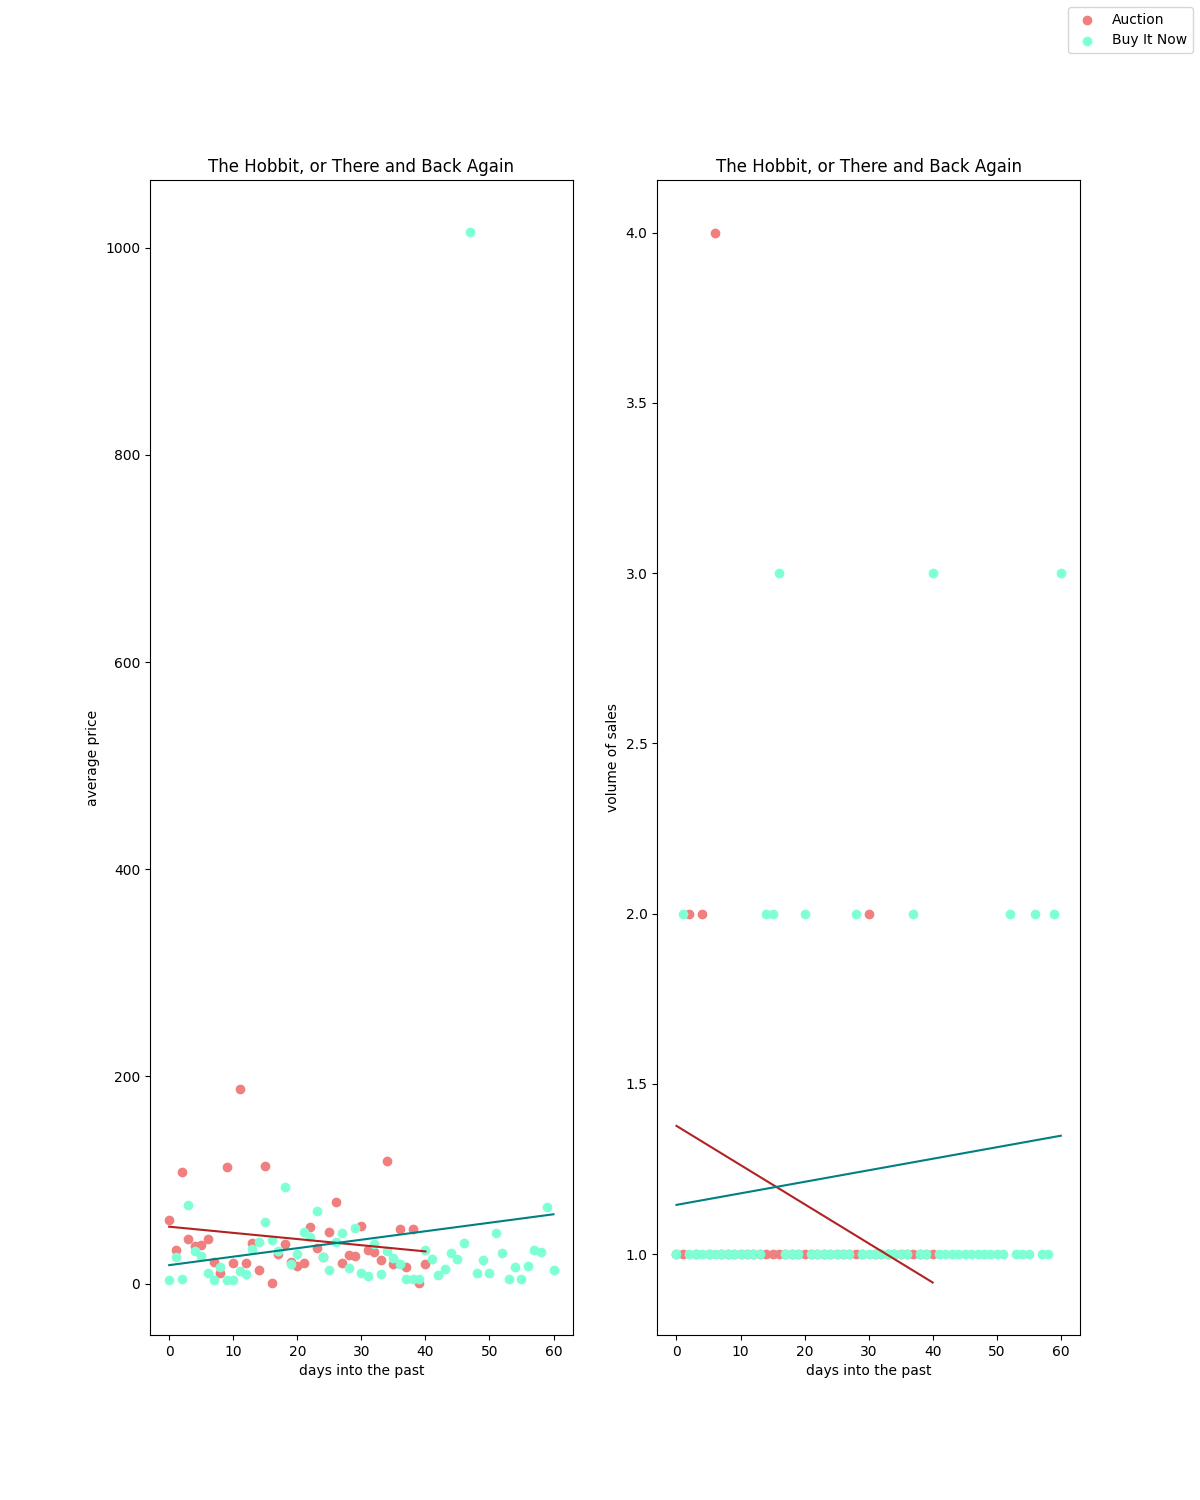 Auction
Buy It Now
The Hobbit, or There and Back Again
average price
1000
800
600
400
200
0
0 10 20 30 40 50 60
days into the past
The Hobbit, or There and Back Again
volume of sales
4.0
3.5
3.0
2.5
2.0
1.5
1.0
0 10 20 30 40 50 60
days into the past